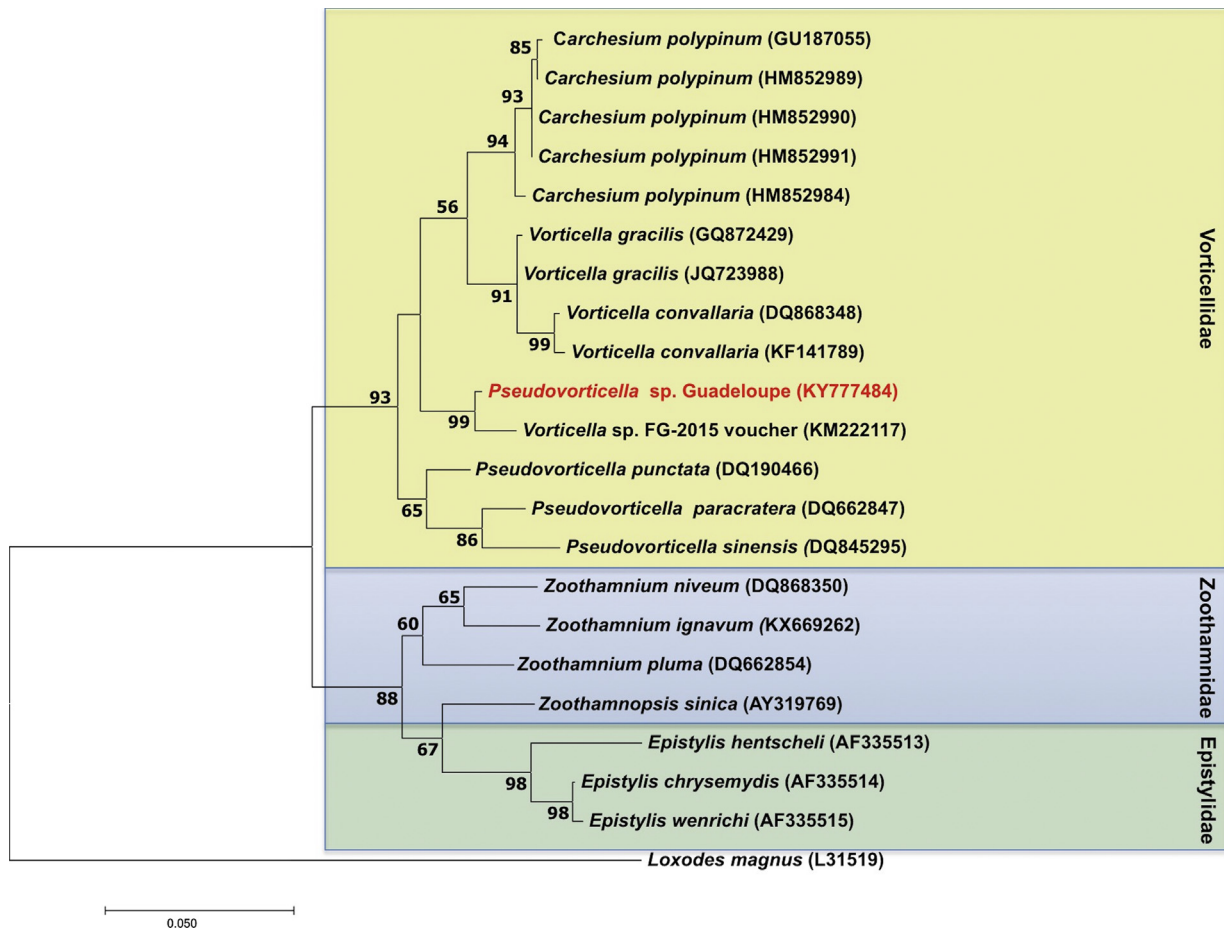 85
Carchesium polypinum (GU187055)
Carchesium polypinum (HM852989)
93
Carchesium polypinum (HM852990)
94
Carchesium polypinum (HM852991)
Carchesium polypinum (HM852984)
56
Vorticella gracilis (GQ872429)
Vorticella gracilis (JQ723988)
91
Vorticella convallaria (DQ868348)
99
Vorticella convallaria (KF141789)
Vorticellidae
93
Pseudovorticella sp. Guadeloupe (KY777484)
99
Vorticella sp. FG-2015 voucher (KM222117)
Pseudovorticella punctata (DQ190466)
65
Pseudovorticella paracratera (DQ662847)
86
Pseudovorticella sinensis (DQ845295)
65
Zoothamnium niveum (DQ868350)
60
Zoothamnium ignavum (KX669262)
Zoothamnium pluma (DQ662854)
88
Zoothamnopsis sinica (AY319769)
Zoothamnidae
67
Epistylis hentscheli (AF335513)
98
Epistylis chrysemydis (AF335514)
98
Epistylis wenrichi (AF335515)
Epistylidae
Loxodes magnus (L31519)
0.050